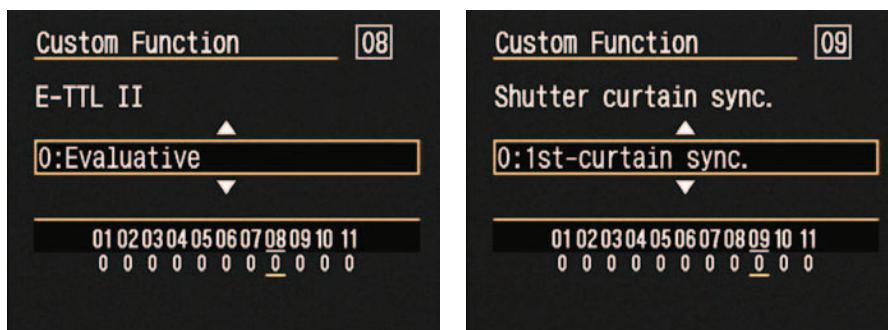 Custom Function 08
E-TTL II
0:Evaluative
01 02 03 04 05 06 07 08 09 10 11
0 0 0 0 0 0 0 0 0 0 0
Custom Function 09
Shutter curtain sync.
0:1st-curtain sync.
01 02 03 04 05 06 07 08 09 10 11
0 0 0 0 0 0 0 0 0 0 0